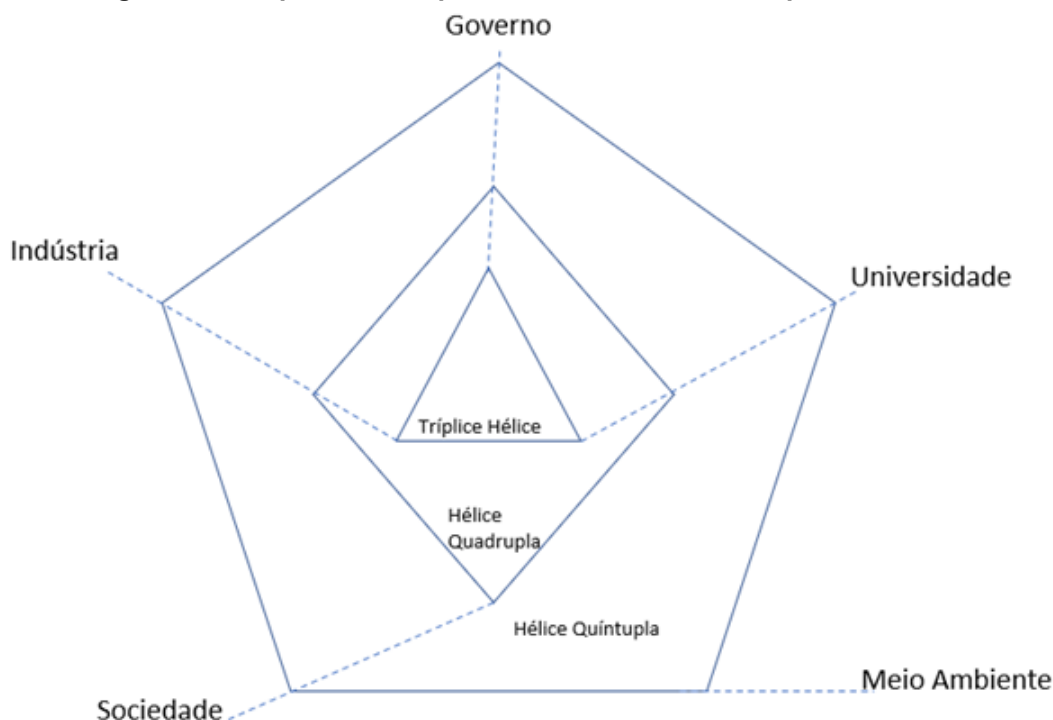 Governo
Indústria
Universidade
Tríplice Hélice
Hélice
Quadrupla
Hélice Quíntupla
Meio Ambiente
Sociedade